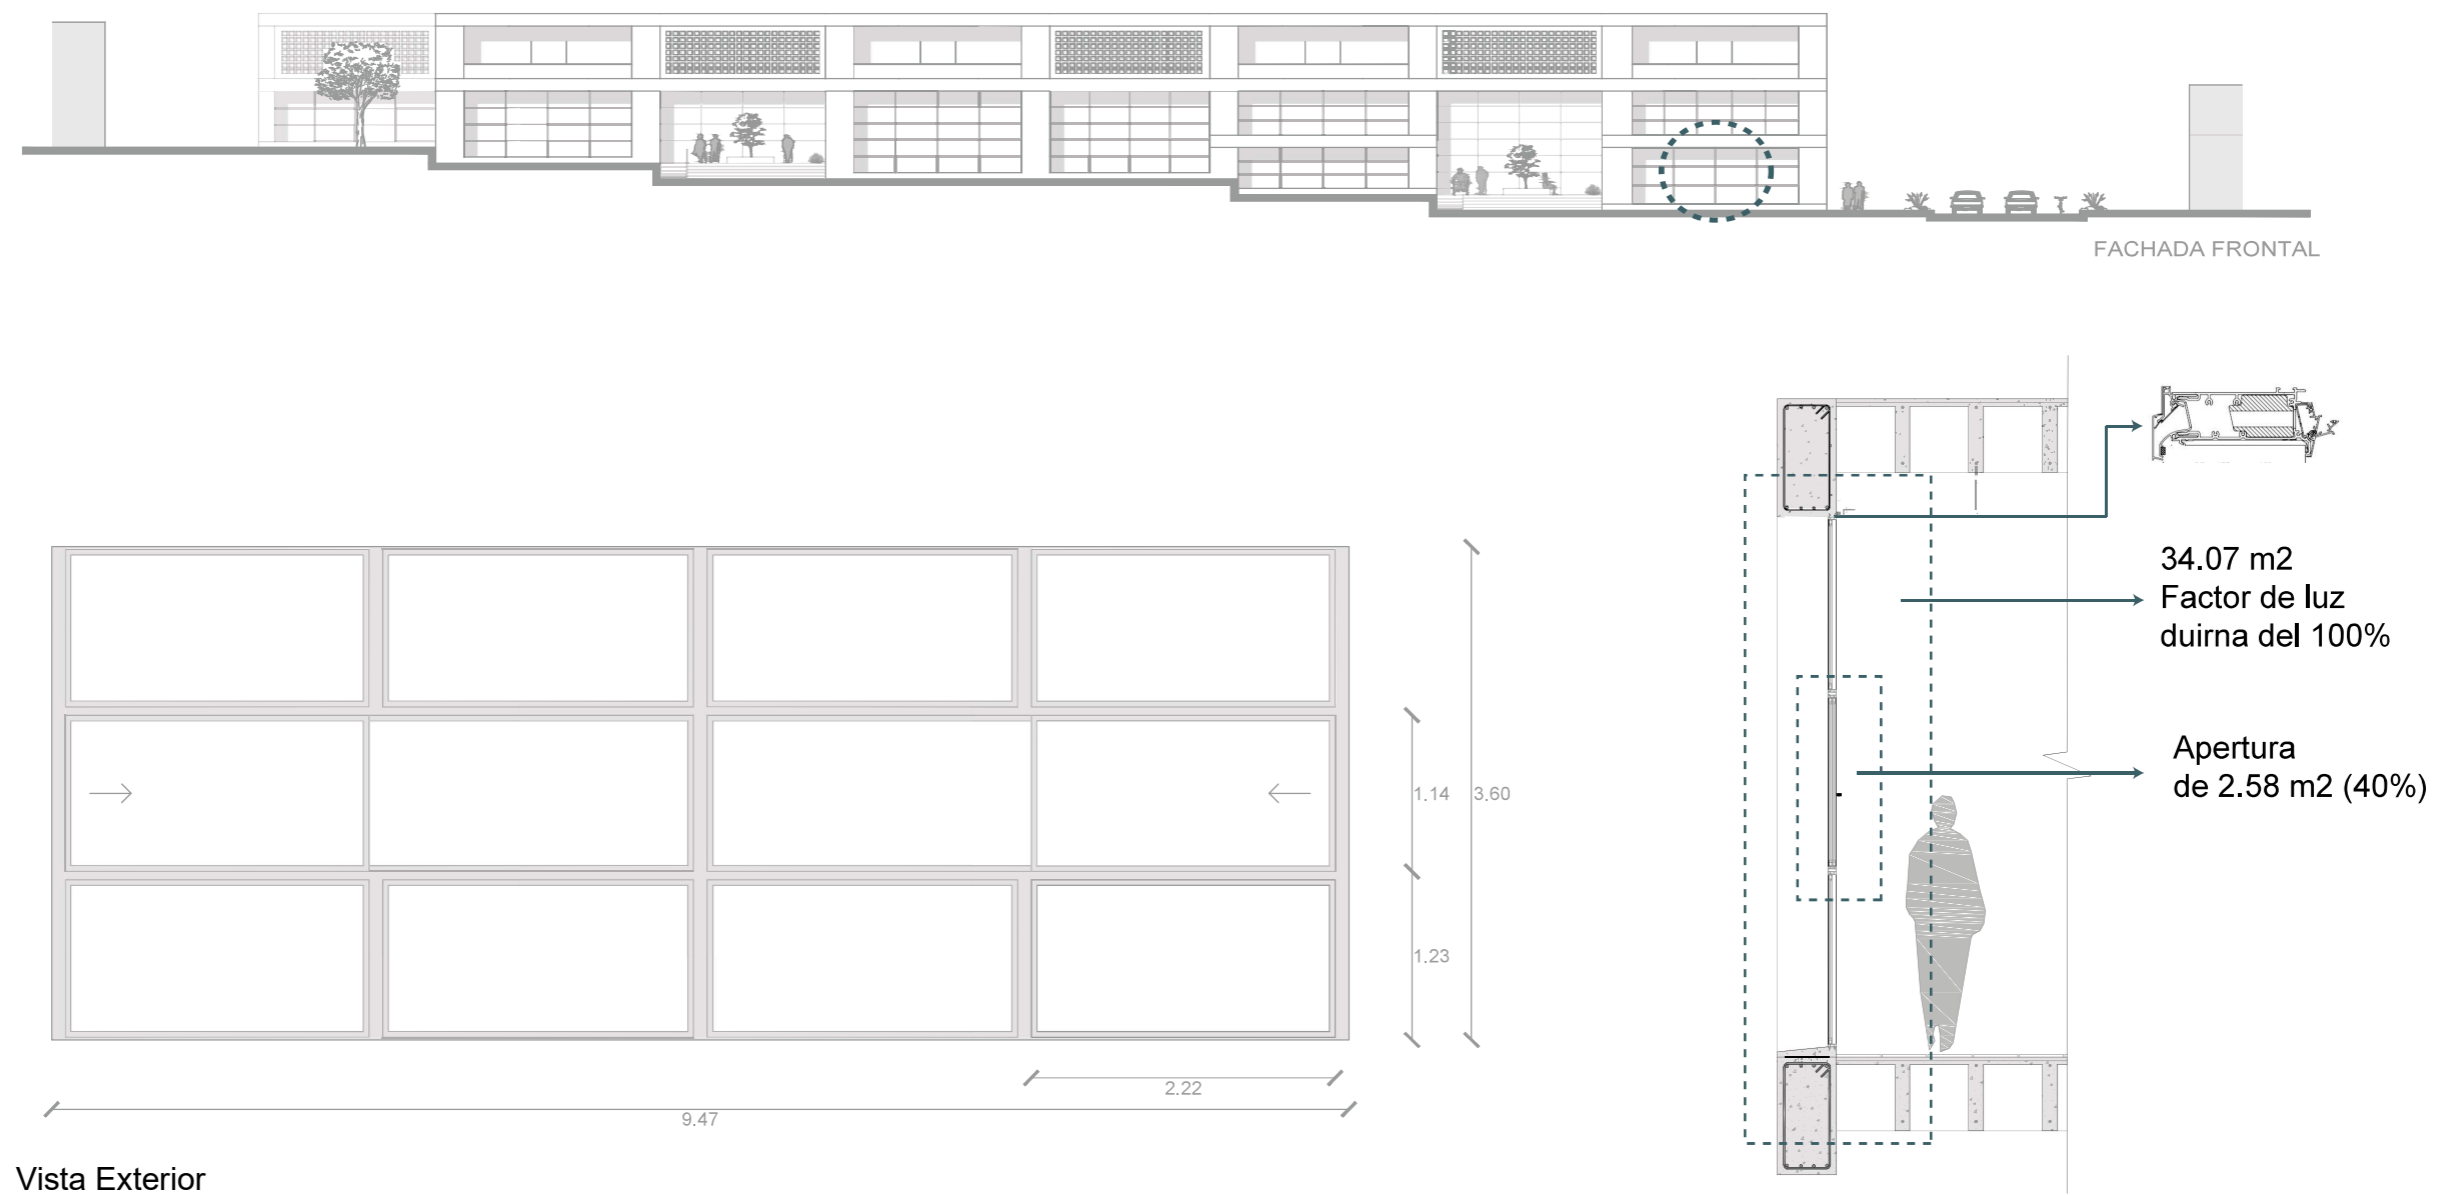 FACHADA FRONTAL
34.07 m2
Factor de luz
duirna del 100%
Apertura
de 2.58 m2 (40%)
1.14
3.60
1.23
2.22
9.47
Vista Exterior